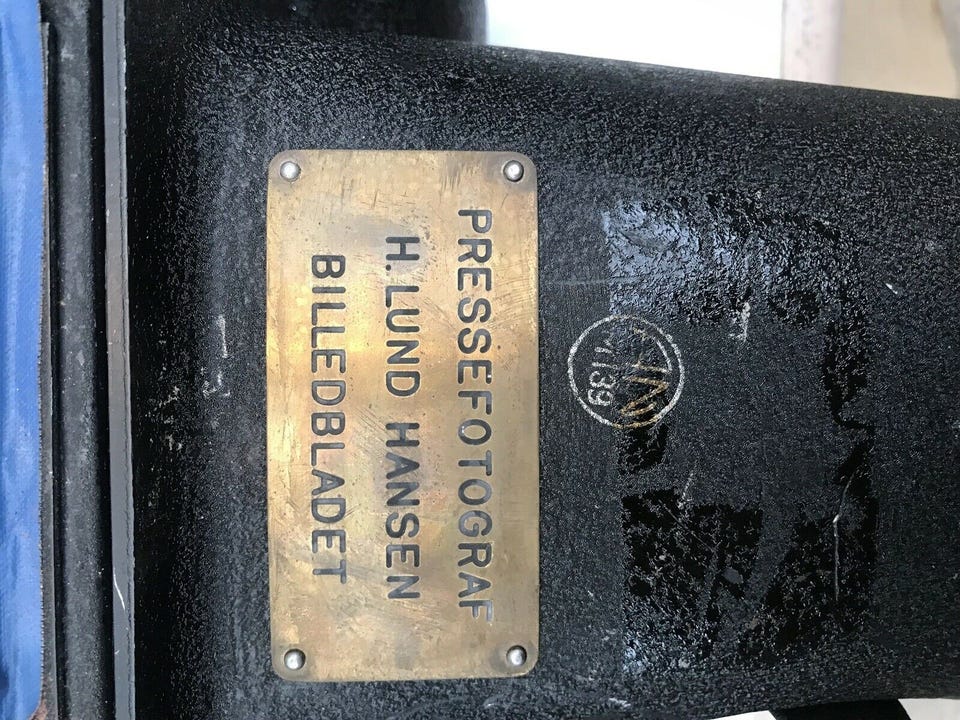 PRESSEFOTOGRAF
H. LUND HANSEN
BILLEDBLADET